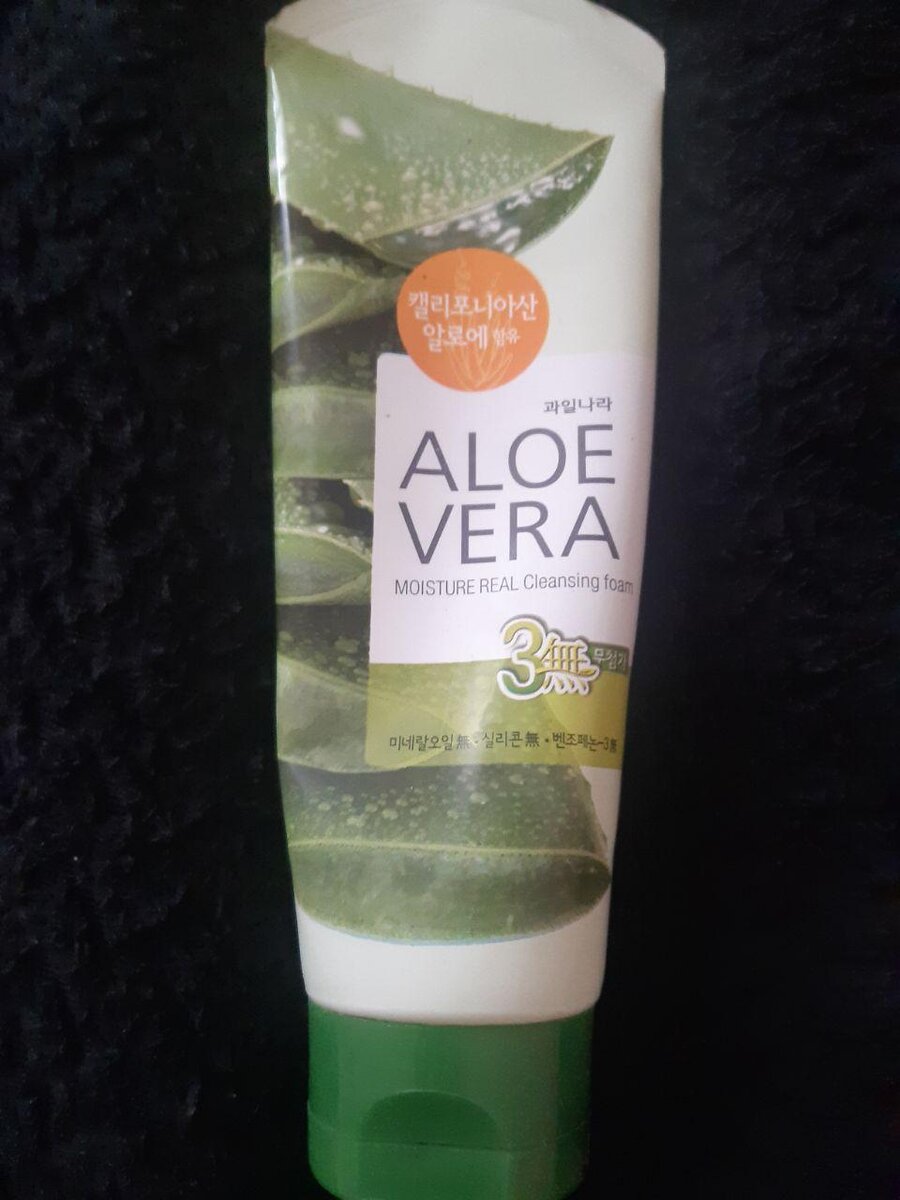 캘리포니아산
알로에 함유
과일나라
ALOE
VERA
MOISTURE REAL Cleansing foam
3無 무첨가
미네랄오일 無 • 실리콘 無 • 벤조페논-3 無